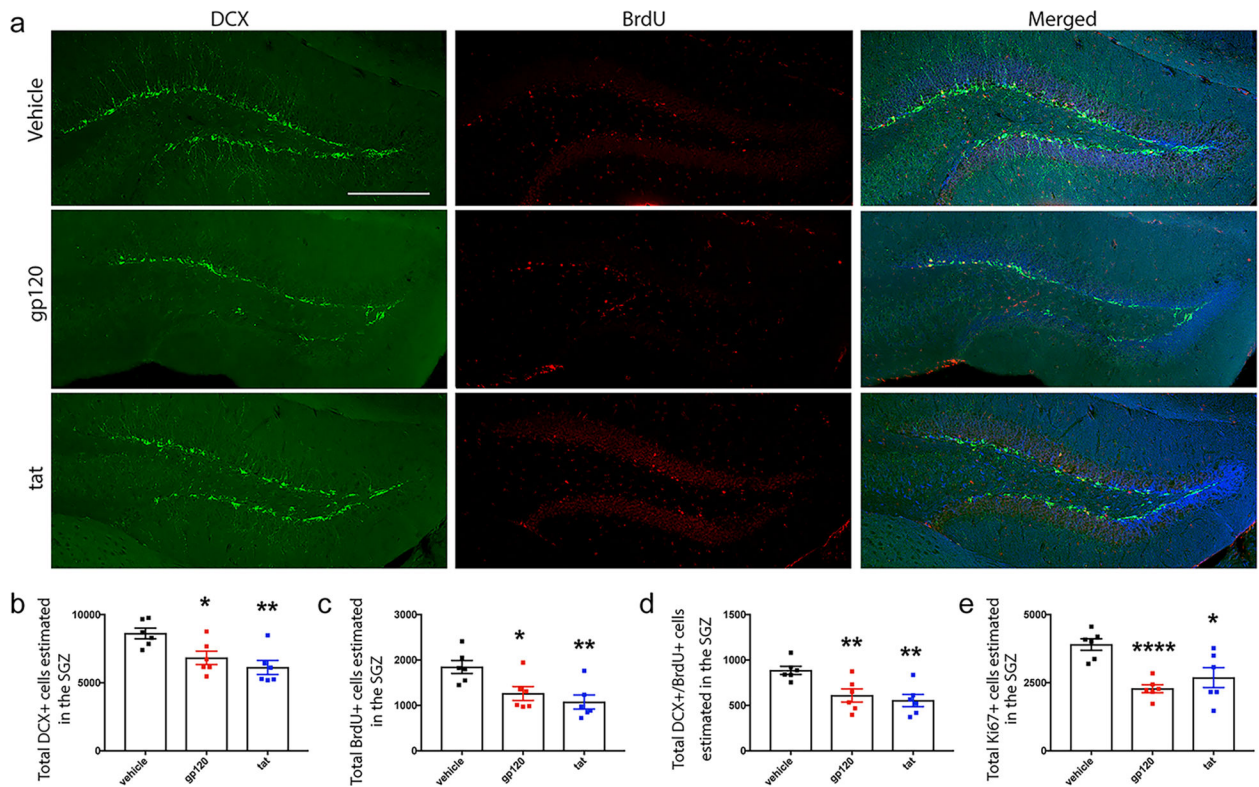 a
DCX
BrdU
Merged
Vehicle
gp120
tat
b
Total DCX+ cells estimated
in the SGZ
10000
5000
0
*
**
vehicle
gp120
tat
c
Total BrdU+ cells estimated
in the SGZ
3000
2000
1000
0
*
**
vehicle
gp120
tat
d
Total DCX+/BrdU+ cells
estimated in the SGZ
1500
1000
500
0
**
**
vehicle
gp120
tat
e
Total Ki67+ cells estimated
in the SGZ
5000
2500
0
****
*
vehicle
gp120
tat